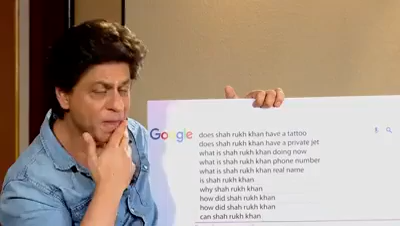 Google
does shah rukh khan have a tattoo
does shah rukh khan have a private jet
what is shah rukh khan doing now
what is shah rukh khan phone number
what is shah rukh khan real name
is shah rukh khan
why shah rukh khan
how did shah rukh khan
how did shah rukh khan
can shah rukh khan